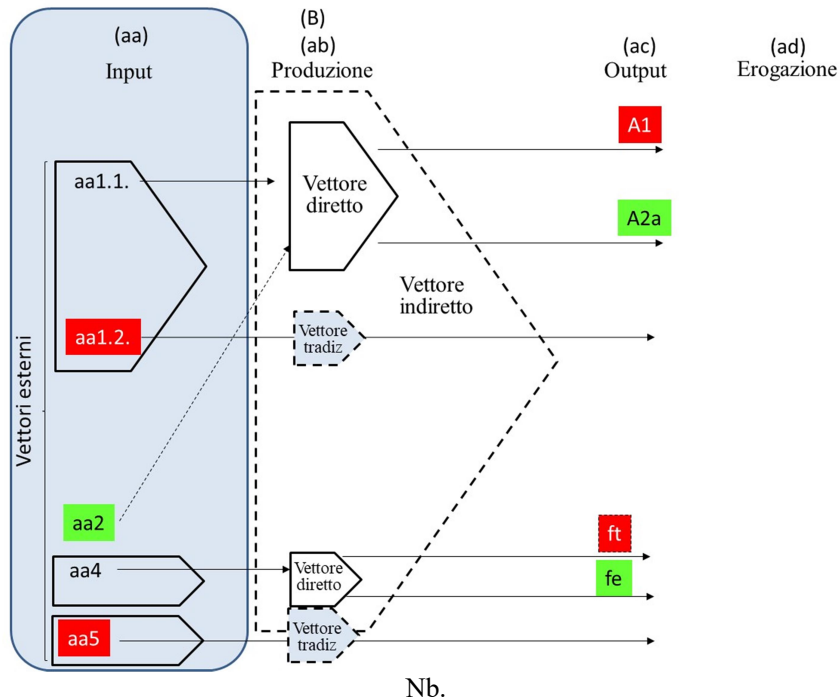 (aa)
Input
(B)
(ab)
Produzione
(ac)
Output
(ad)
Erogazione
Vettori esterni
aa1.1.
aa1.2.
aa2
aa4
aa5
Vettore
diretto
Vettore
indiretto
Vettore
tradiz
Vettore
diretto
Vettore
tradiz
A1
A2a
ft
fe
Nb.